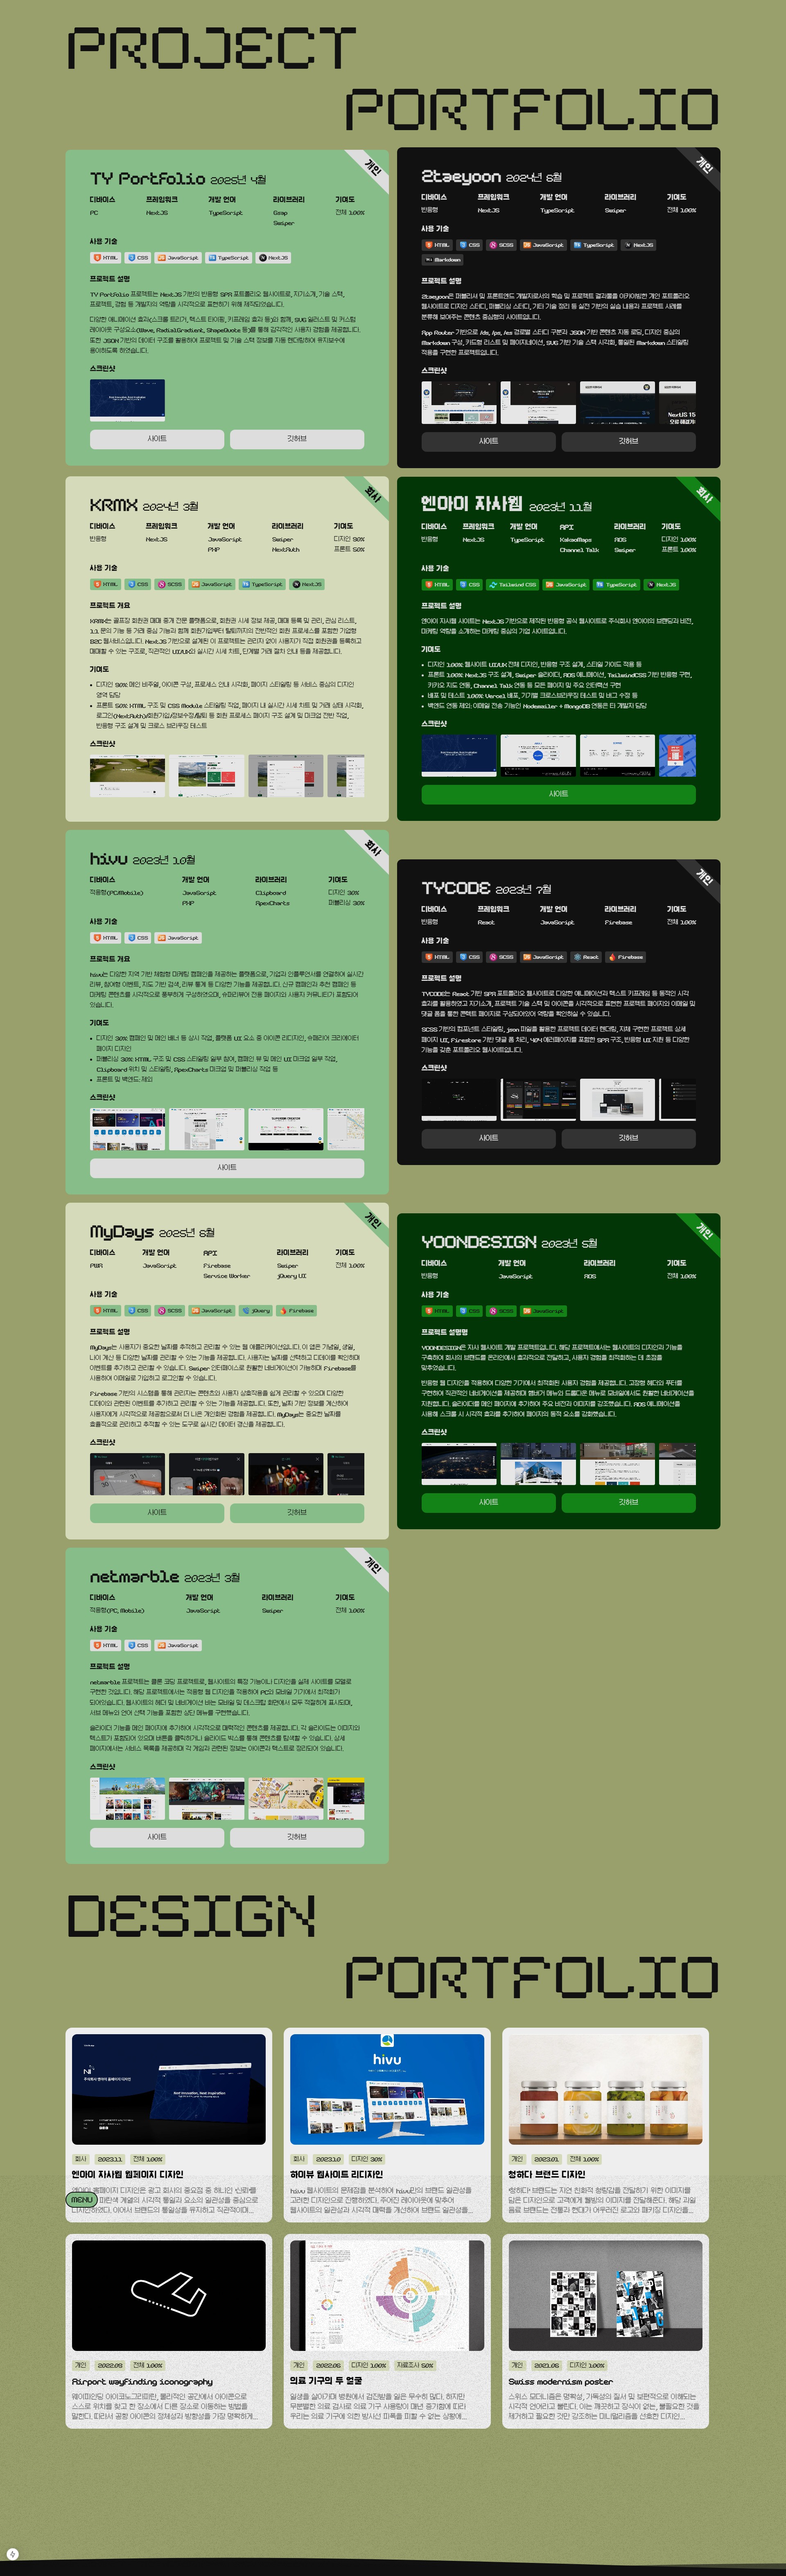 PROJECT
PORTFOLIO
개인
TY Portfolio 2025년 4월
디바이스 프레임워크 개발 언어 라이브러리 기여도
PC NextJS TypeScript Gsap 전체 100%
Swiper
사용 기술
HTML CSS JavaScript TypeScript NextJS
프로젝트 설명
TY Portfolio 프로젝트는 NextJS 기반의 반응형 SPA 포트폴리오 웹사이트로, 자기소개, 기술 스택,
프로젝트, 경험 등 개발자의 역량을 시각적으로 표현하기 위해 제작되었습니다.
다양한 애니메이션 효과(스크롤 트리거, 텍스트 타이핑, 키프레임 효과 등)와 함께, SVG 일러스트 및 커스텀
레이아웃 구성요소(Wave, RadialGradient, ShapeQuote 등)를 통해 감각적인 사용자 경험을 제공합니다.
또한 JSON 기반의 데이터 구조를 활용하여 프로젝트 및 기술 스택 정보를 자동 렌더링하여 유지보수에
용이하도록 하였습니다.
스크린샷
사이트 깃허브
개인
2taeyoon 2024년 6월
디바이스 프레임워크 개발 언어 라이브러리 기여도
반응형 NextJS TypeScript Swiper 전체 100%
사용 기술
HTML CSS SCSS JavaScript TypeScript NextJS
Markdown
프로젝트 설명
2taeyoon은 퍼블리셔 및 프론트엔드 개발자로서의 학습 및 프로젝트 결과물을 아카이빙한 개인 포트폴리오
웹사이트로 디자인 스터디, 퍼블리싱 스터디, 기타 기술 정리 등 실전 기반의 실습 내용과 프로젝트 사례를
분류해 보여주는 콘텐츠 중심형의 사이트입니다.
App Router 기반으로 /ds, /ps, /es 경로별 스터디 구분과 JSON 기반 콘텐츠 자동 로딩, 디자인 중심의
Markdown 구성, 카드형 리스트 및 페이지네이션, SVG 기반 기술 스택 시각화, 통일된 Markdown 스타일링
적용을 구현한 프로젝트입니다.
스크린샷
사이트 깃허브
회사
KRMX 2024년 3월
디바이스 프레임워크 개발 언어 라이브러리 기여도
반응형 NextJS JavaScript Swiper 디자인 90%
PHP NextAuth 프론트 50%
사용 기술
HTML CSS SCSS JavaScript TypeScript NextJS
프로젝트 개요
KRMX는 골프장 회원권 매매 중개 전문 플랫폼으로, 회원권 시세 정보 제공, 매매 등록 및 관리, 관심 리스트,
1:1 문의 기능 등 거래 중심 기능과 함께 회원가입부터 탈퇴까지의 전반적인 회원 프로세스를 포함한 기업형
B2C 웹서비스입니다. NextJS 기반으로 설계된 이 프로젝트는 관리자 없이 사용자가 직접 회원권을 등록하고
매매할 수 있는 구조로, 직관적인 UI/UX와 실시간 시세 차트, 단계별 거래 절차 안내 등을 제공합니다.
기여도
• 디자인 90% 메인 비주얼, 아이콘 구성, 프로세스 안내 시각화, 페이지 스타일링 등 서비스 중심의 디자인
영역 담당
• 프론트 50% HTML 구조 및 CSS Module 스타일링 작업, 페이지 내 실시간 시세 차트 및 거래 상태 시각화,
로그인(NextAuth)/회원가입/정보수정/탈퇴 등 회원 프로세스 페이지 구조 설계 및 마크업 전반 작업,
반응형 구조 설계 및 크로스 브라우징 테스트
스크린샷
회사
엔아이 자사웹 2023년 11월
디바이스 프레임워크 개발 언어 API 라이브러리 기여도
반응형 NextJS TypeScript KakaoMaps AOS 디자인 100%
Channel Talk Swiper 프론트 100%
사용 기술
HTML CSS Tailwind CSS JavaScript TypeScript NextJS
프로젝트 설명
엔아이 자사웹 사이트는 NextJS 기반으로 제작된 반응형 공식 웹사이트로 주식회사 엔아이의 브랜딩과 비전,
마케팅 역량을 소개하는 마케팅 중심의 기업 사이트입니다.
기여도
• 디자인 100% 웹사이트 UI/UX 전체 디자인, 반응형 구조 설계, 스타일 가이드 적용 등
• 프론트 100% NextJS 구조 설계, Swiper 슬라이더, AOS 애니메이션, TailwindCSS 기반 반응형 구현,
카카오 지도 연동, Channel Talk 연동 등 모든 페이지 및 주요 인터랙션 구현
• 배포 및 테스트 100% Vercel 배포, 기기별 크로스브라우징 테스트 및 버그 수정 등
• 백엔드 연동 제외: 이메일 전송 기능인 Nodemailer + MongoDB 연동은 타 개발자 담당
스크린샷
사이트
회사
hivu 2023년 10월
디바이스 개발 언어 라이브러리 기여도
적응형(PC/Mobile) JavaScript Clipboard 디자인 30%
PHP ApexCharts 퍼블리싱 30%
사용 기술
HTML CSS JavaScript
프로젝트 개요
hivu는 다양한 지역 기반 체험형 마케팅 캠페인을 제공하는 플랫폼으로, 기업과 인플루언서를 연결하여 실시간
리뷰, 참여형 이벤트, 지도 기반 검색, 리뷰 통계 등 다양한 기능을 제공합니다. 신규 캠페인과 추천 캠페인 등
마케팅 콘텐츠를 시각적으로 풍부하게 구성하였으며, 슈퍼리뷰어 전용 페이지와 사용자 커뮤니티가 포함되어
있습니다.
기여도
• 디자인 30% 캠페인 및 메인 배너 등 상시 작업, 플랫폼 UI 요소 중 아이콘 리디자인, 슈퍼리어 크리에이터
페이지 디자인
• 퍼블리싱 30% HTML 구조 및 CSS 스타일링 일부 참여, 캠페인 뷰 및 메인 UI 마크업 일부 작업,
Clipboard 위치 및 스타일링, ApexCharts 마크업 및 퍼블리싱 작업 등
• 프론트 및 백엔드: 제외
스크린샷
사이트
개인
TYCODE 2023년 7월
디바이스 프레임워크 개발 언어 라이브러리 기여도
반응형 React JavaScript Firebase 전체 100%
사용 기술
HTML CSS SCSS JavaScript React Firebase
프로젝트 설명
TYCODE는 React 기반 SPA 포트폴리오 웹사이트로 다양한 애니메이션과 텍스트 키프레임 등 동적인 시각
효과를 활용하였고 자기소개, 프로젝트 기술 스택 및 아이콘을 시각적으로 표현한 프로젝트 페이지와 이메일 및
댓글 폼을 통한 콘택트 페이지로 구성되어있어 역량을 확인하실 수 있습니다.
SCSS 기반의 컴포넌트 스타일링, json 파일을 활용한 프로젝트 데이터 렌더링, 자체 구현한 프로젝트 상세
페이지 UI, Firestore 기반 댓글 폼 처리, 404 에러페이지를 포함한 SPA 구조, 반응형 UI 지원 등 다양한
기능을 갖춘 포트폴리오 웹사이트입니다.
스크린샷
사이트 깃허브
개인
MyDays 2025년 6월
디바이스 개발 언어 API 라이브러리 기여도
PWA JavaScript Firebase Swiper 전체 100%
Service Worker jQuery UI
사용 기술
HTML CSS SCSS JavaScript jQuery Firebase
프로젝트 설명
MyDays는 사용자가 중요한 날짜를 추적하고 관리할 수 있는 웹 애플리케이션입니다. 이 앱은 기념일, 생일,
나이 계산 등 다양한 날짜를 관리할 수 있는 기능을 제공합니다. 사용자는 날짜를 선택하고 디데이를 확인하며
이벤트를 추가하고 관리할 수 있습니다. Swiper 인터페이스로 원활한 네비게이션이 가능하며 Firebase를
사용하여 이메일로 가입하고 로그인할 수 있습니다.
Firebase 기반의 시스템을 통해 관리자는 콘텐츠와 사용자 상호작용을 쉽게 관리할 수 있으며 다양한
디데이와 관련된 이벤트를 추가하고 관리할 수 있는 기능을 제공합니다. 또한, 날짜 기반 정보를 계산하여
사용자에게 시각적으로 제공함으로써 더 나은 개인화된 경험을 제공합니다. MyDays는 중요한 날짜를
효율적으로 관리하고 추적할 수 있는 도구로 실시간 데이터 갱신을 제공합니다.
스크린샷
사이트 깃허브
개인
YOONDESIGN 2023년 5월
디바이스 개발 언어 라이브러리 기여도
반응형 JavaScript AOS 전체 100%
사용 기술
HTML CSS SCSS JavaScript
프로젝트 설명명
YOONDESIGN의 자사 웹사이트 개발 프로젝트입니다. 해당 프로젝트에서는 웹사이트의 디자인과 기능을
구축하여 회사의 브랜드를 온라인에서 효과적으로 전달하고, 사용자 경험을 최적화하는 데 초점을
맞추었습니다.
반응형 웹 디자인을 적용하여 다양한 기기에서 최적화된 사용자 경험을 제공합니다. 고정형 헤더와 푸터를
구현하여 직관적인 네비게이션을 제공하며 햄버거 메뉴와 드롭다운 메뉴로 모바일에서도 원활한 네비게이션을
지원합니다. 슬라이더를 메인 페이지에 추가하여 주요 비전과 이미지를 강조했습니다. AOS 애니메이션을
사용해 스크롤 시 시각적 효과를 추가하여 페이지의 동적 요소를 강화했습니다.
스크린샷
사이트 깃허브
개인
netmarble 2023년 3월
디바이스 개발 언어 라이브러리 기여도
적응형(PC, Mobile) JavaScript Swiper 전체 100%
사용 기술
HTML CSS JavaScript
프로젝트 설명
netmarble 프로젝트는 클론 코딩 프로젝트로, 웹사이트의 특정 기능이나 디자인을 실제 사이트를 모델로
구현한 것입니다. 해당 프로젝트에서는 적응형 웹 디자인을 적용하여 PC와 모바일 기기에서 최적화가
되어있습니다. 웹사이트의 헤더 및 네비게이션 바는 모바일 및 데스크탑 화면에서 모두 적절하게 표시되며,
서브 메뉴와 언어 선택 기능을 포함한 상단 메뉴를 구현했습니다.
슬라이더 기능을 메인 페이지에 추가하여 시각적으로 매력적인 콘텐츠를 제공합니다. 각 슬라이드는 이미지와
텍스트가 포함되어 있으며 버튼을 클릭하거나 슬라이드 박스를 통해 콘텐츠를 탐색할 수 있습니다. 상세
페이지에서는 서비스 목록을 제공하며 각 게임과 관련된 정보는 아이콘과 텍스트로 정리되어 있습니다.
스크린샷
사이트 깃허브
DESIGN
PORTFOLIO
회사 2023.11 전체 100%
엔아이 자사웹 웹페이지 디자인
파란색 계열의 시각적 통일과 요소의 일관성을 중심으로
hivu
회사 2023.10 디자인 30%
하이뷰 웹사이트 리디자인
hivu 웹사이트의 문제점을 분석하여 hivu만의 브랜드 일관성을
고려한 디자인으로 진행하였다. 주어진 레이아웃에 맞추어
웹사이트의 일관성과 시각적 매력을 개선하여 브랜드 일관성을...
개인 2023.01 전체 100%
청하다 브랜드 디자인
'청하다' 브랜드는 자연 친화적 청량감을 전달하기 위한 이미지를
담은 디자인으로 고객에게 웰빙의 이미지를 전달해준다. 해당 과일
음료 브랜드는 전통과 현대가 어우러진 로고와 패키징 디자인을...
MENU
개인 2022.09 전체 100%
Airport wayfinding iconography
웨이파인딩 아이코노그라피란, 물리적인 공간에서 아이콘으로
스스로 위치를 찾고 한 장소에서 다른 장소로 이동하는 방법을
말한다. 따라서 공항 아이콘의 정체성과 방향성을 가장 명확하게...
개인 2022.06 디자인 100% 자료조사 50%
의료 기구의 두 얼굴
일생을 살아가며 병원에서 검진받을 일은 무수히 많다. 하지만
무분별한 의료 검사로 의료 기구 사용량이 매년 증가함에 따라
우리는 의료 기구에 의한 방사선 피폭을 피할 수 없는 상황에...
개인 2021.06 디자인 100%
Swiss modernism poster
스위스 모더니즘은 명확성, 가독성의 질서 및 보편적으로 이해되는
시각적 언어라고 불린다. 이는 깨끗하고 장식이 없는, 불필요한 것을
제거하고 필요한 것만 강조하는 미니멀리즘을 선호한 디자인...